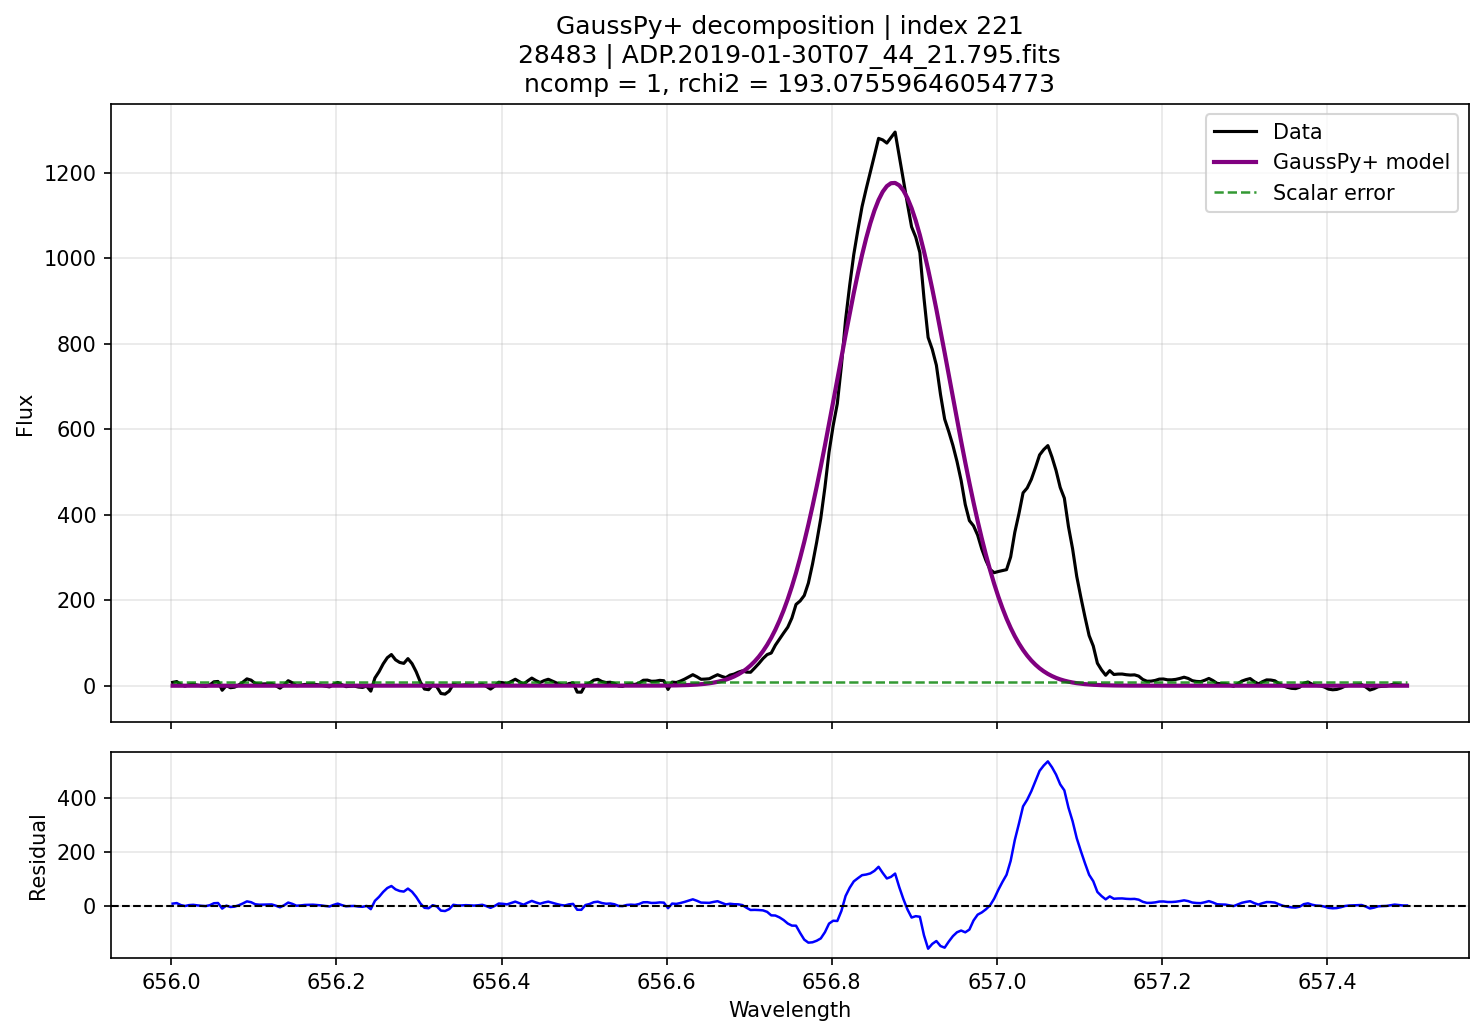 GaussPy+ decomposition | index 221
28483 | ADP.2019-01-30T07_44_21.795.fits
ncomp = 1, rchi2 = 193.07559646054773
Data
GaussPy+ model
Scalar error
Flux
1200
1000
800
600
400
200
0
Residual
400
200
0
656.0 656.2 656.4 656.6 656.8 657.0 657.2 657.4
Wavelength